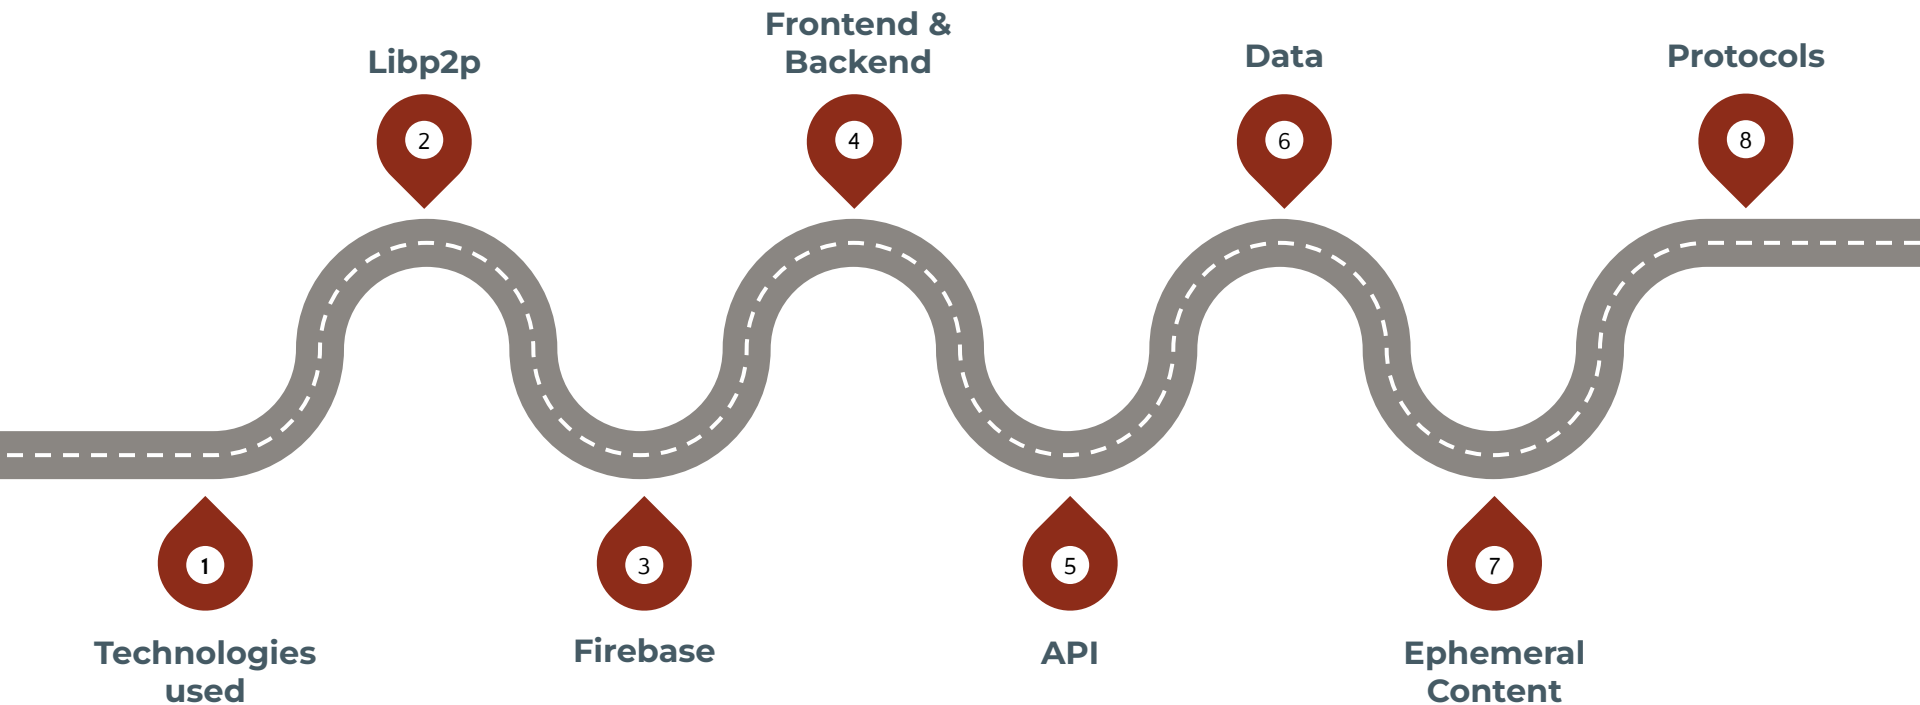 Libp2p
2
Frontend &
Backend
4
Data
6
Protocols
8
1
Technologies
used
3
Firebase
5
API
7
Ephemeral
Content